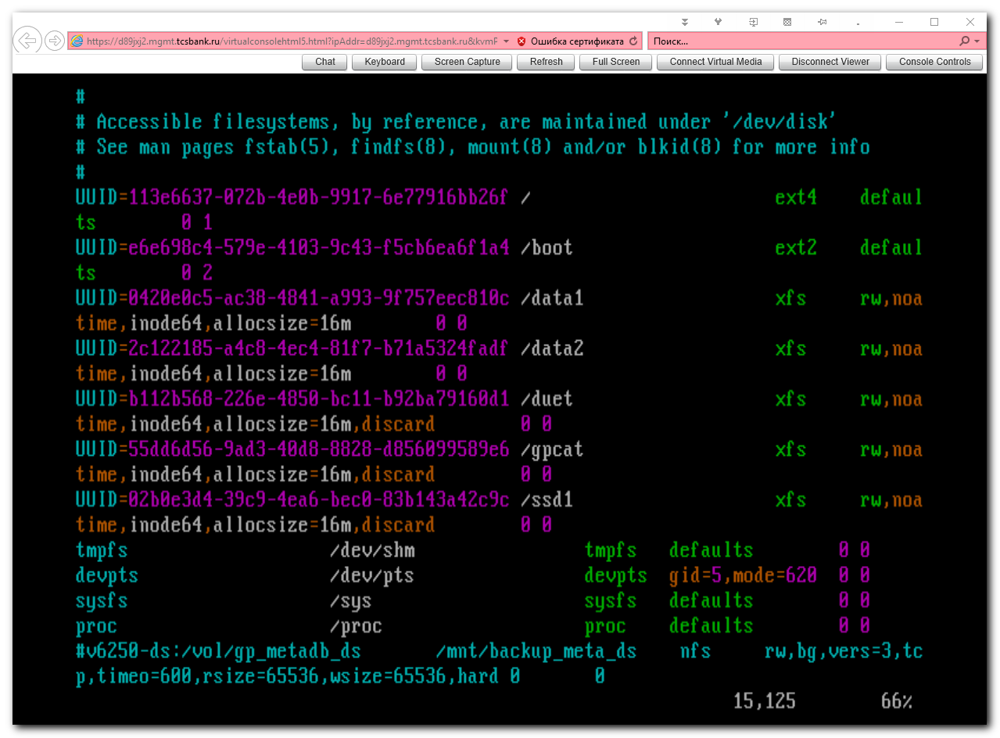 https://d89jxj2.mgmt.tcsbank.ru/virtualconsolehtml5.html?ipAddr=d89jxj2.mgmt.tcsbank.ru&kvmP Ошибка сертификата Поиск...
Chat Keyboard Screen Capture Refresh Full Screen Connect Virtual Media Disconnect Viewer Console Controls
#
# Accessible filesystems, by reference, are maintained under '/dev/disk'
# See man pages fstab(5), findfs(8), mount(8) and/or blkid(8) for more info
#
UUID=113e6637-072b-4e0b-9917-6e77916bb26f / ext4 defaul
ts 0 1
UUID=e6e698c4-579e-4103-9c43-f5cb6ea6f1a4 /boot ext2 defaul
ts 0 2
UUID=0420e0c5-ac38-4841-a993-9f757eec810c /data1 xfs rw,noa
time,inode64,allocsize=16m 0 0
UUID=2c122185-a4c8-4ec4-81f7-b71a5324fadf /data2 xfs rw,noa
time,inode64,allocsize=16m 0 0
UUID=b112b568-226e-4850-bc11-b92ba79160d1 /duet xfs rw,noa
time,inode64,allocsize=16m,discard 0 0
UUID=55dd6d56-9ad3-40d8-8828-d856099589e6 /gpcat xfs rw,noa
time,inode64,allocsize=16m,discard 0 0
UUID=02b0e3d4-39c9-4ea6-bec0-83b143a42c9c /ssd1 xfs rw,noa
time,inode64,allocsize=16m,discard 0 0
tmpfs /dev/shm tmpfs defaults 0 0
devpts /dev/pts devpts gid=5,mode=620 0 0
sysfs /sys sysfs defaults 0 0
proc /proc proc defaults 0 0
#v6250-ds:/vol/gp_metadb_ds /mnt/backup_meta_ds nfs rw,bg,vers=3,tc
p,timeo=600,rsize=65536,wsize=65536,hard 0 0
15,125 66%